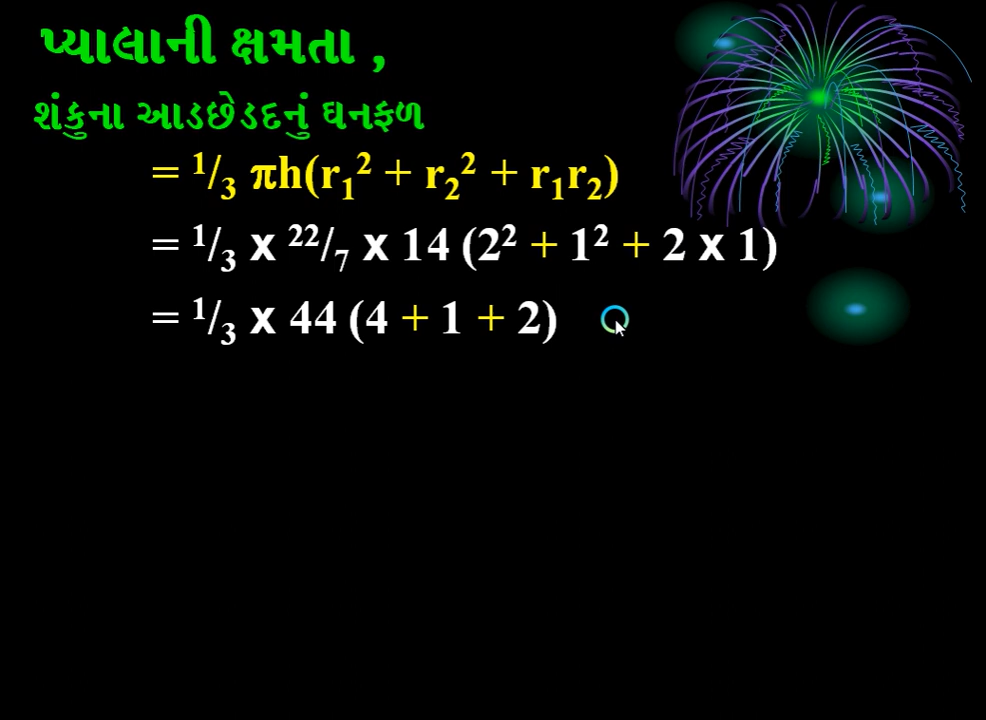 પ્યાલાની ક્ષમતા ,
શંકુના આડછેડદનું ઘનફળ
= ¹/₃ πh(r₁² + r₂² + r₁r₂)
= ¹/₃ x ²²/₇ x 14 (2² + 1² + 2 x 1)
= ¹/₃ x 44 (4 + 1 + 2)